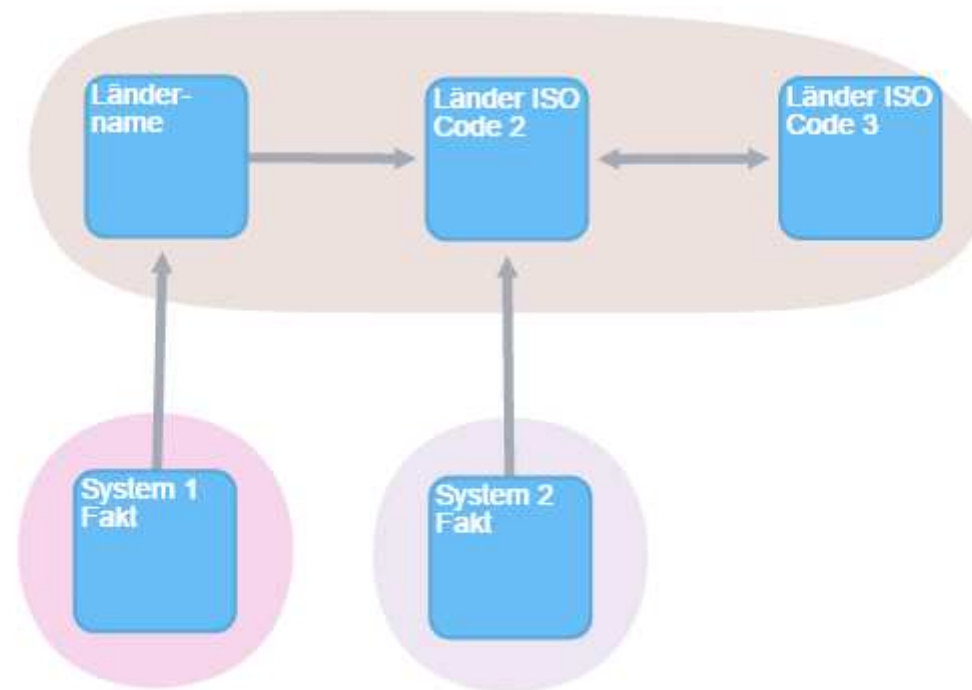 Länder-
name
Länder ISO
Code 2
Länder ISO
Code 3
System 1
Fakt
System 2
Fakt